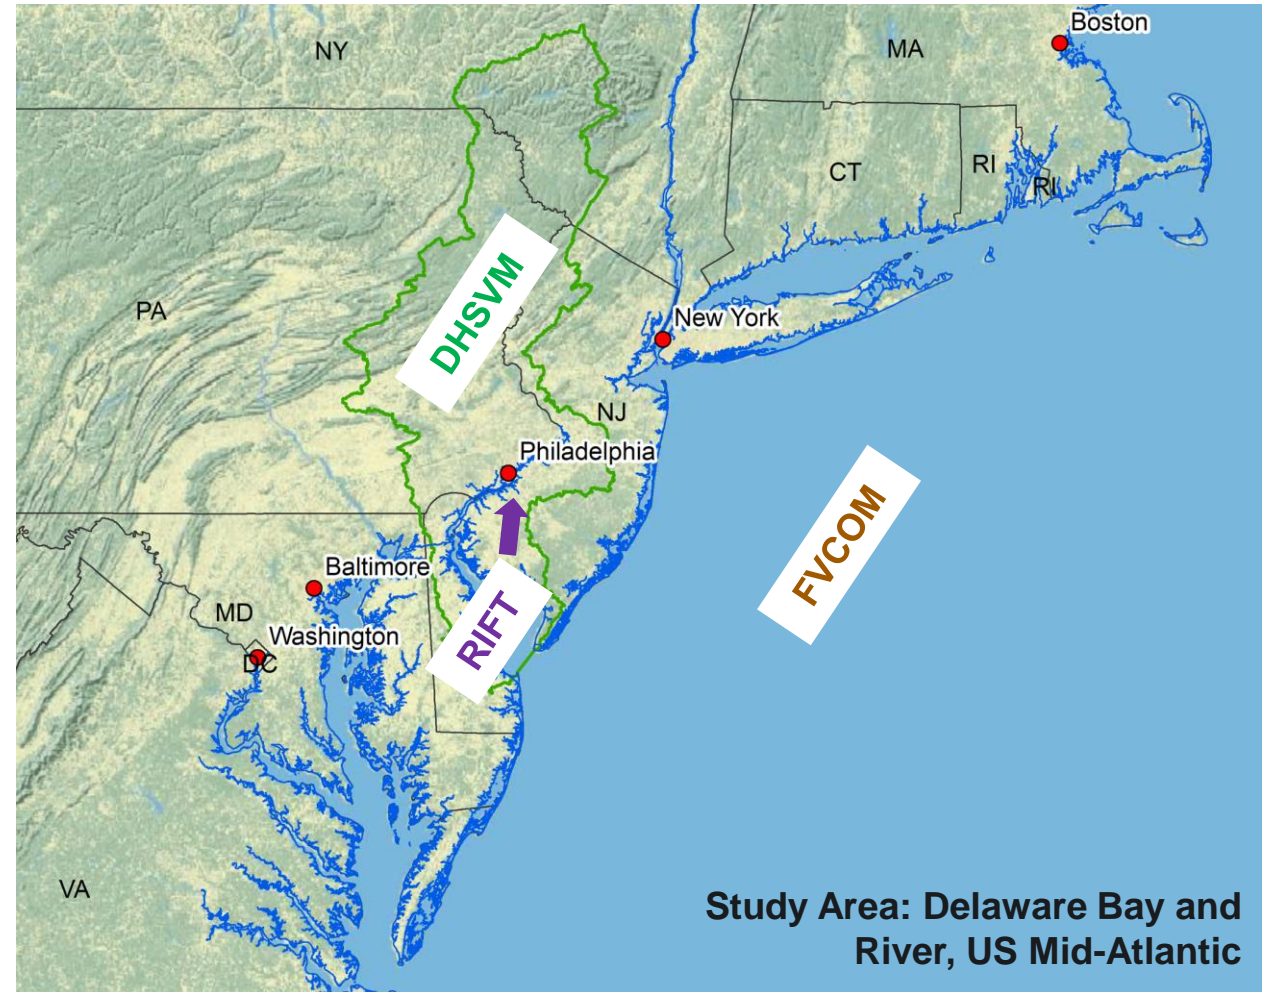 Boston
NY
MA
RI
CT
RI
DHSVM
PA
New York
NJ
Philadelphia
FVCOM
Baltimore
RIFT
MD
Washington
DC
VA
Study Area: Delaware Bay and
River, US Mid-Atlantic